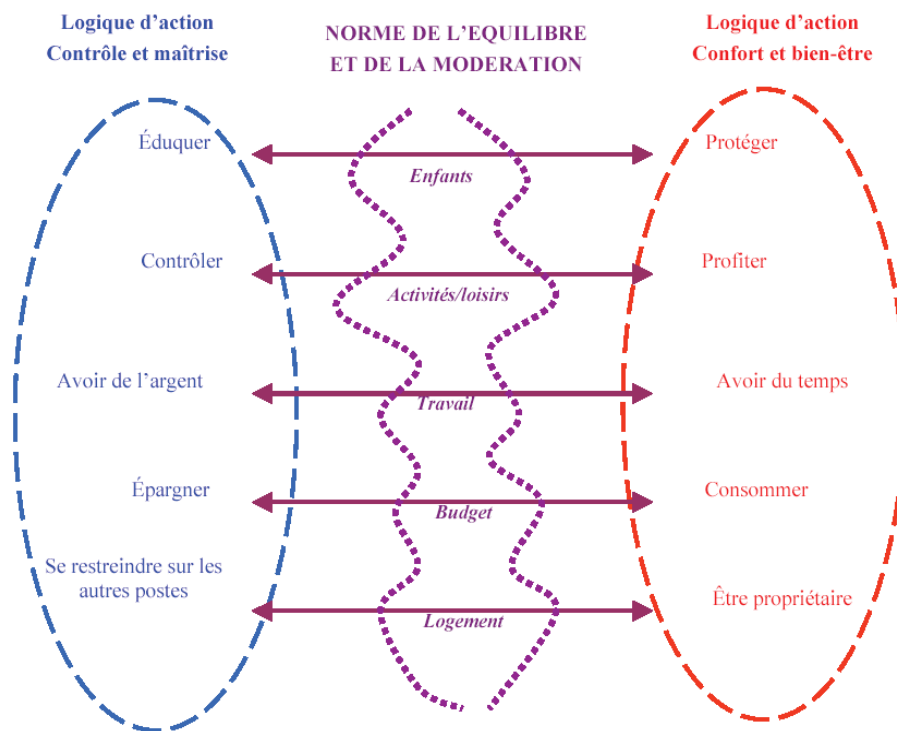 Logique d'action
Contrôle et maîtrise
NORME DE L'EQUILIBRE
ET DE LA MODERATION
Logique d'action
Confort et bien-être
Éduquer
Enfants
Protéger
Contrôler
Activités/loisirs
Profiter
Avoir de l'argent
Travail
Avoir du temps
Épargner
Budget
Consommer
Se restreindre sur les
autres postes
Logement
Être propriétaire